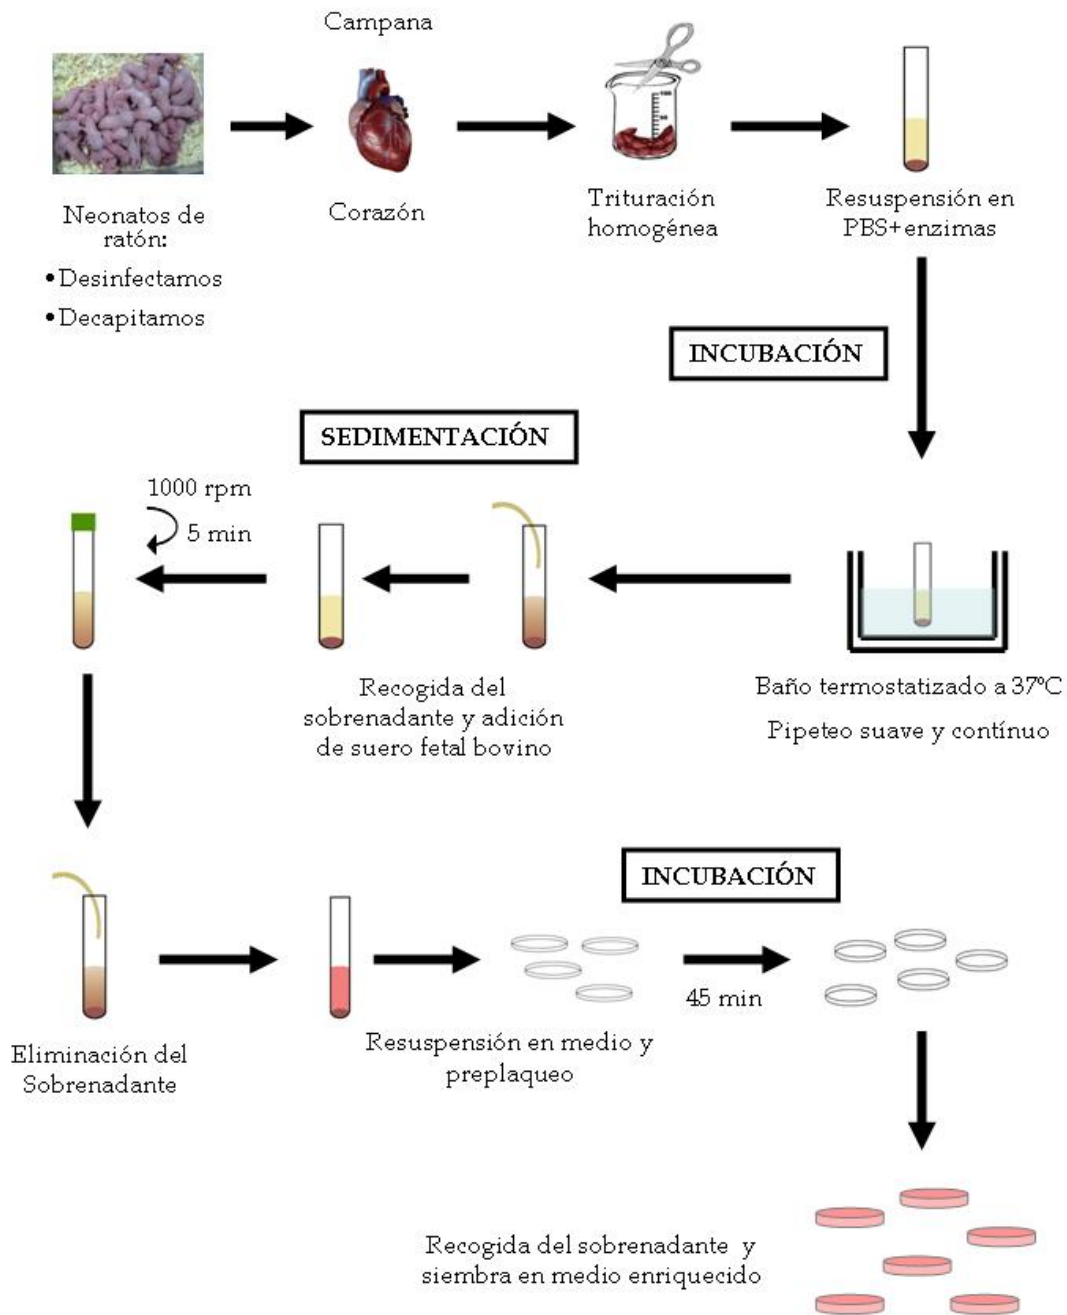 Campana
Neonatos de
ratón:
•Desinfectamos
•Decapitamos
Corazón
100
50
Trituración
homogénea
Resuspensión en
PBS+enzimas
INCUBACIÓN
SEDIMENTACIÓN
1000 rpm
5 min
Recogida del
sobrenadante y adición
de suero fetal bovino
Baño termostatizado a 37ºC
Pipeteo suave y contínuo
INCUBACIÓN
Eliminación del
Sobrenadante
Resuspensión en medio y
preplaqueo
45 min
Recogida del sobrenadante y
siembra en medio enriquecido